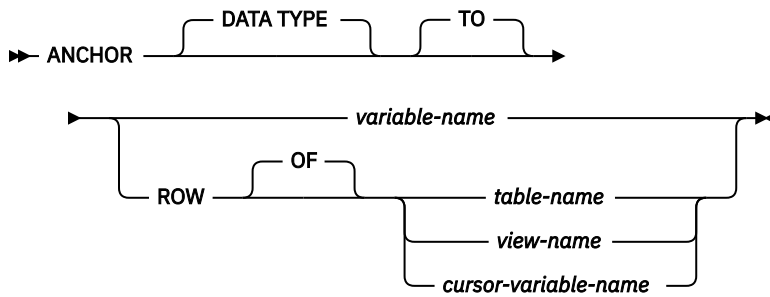 DATA TYPE TO
ANCHOR
variable-name
OF
ROW table-name
view-name
cursor-variable-name